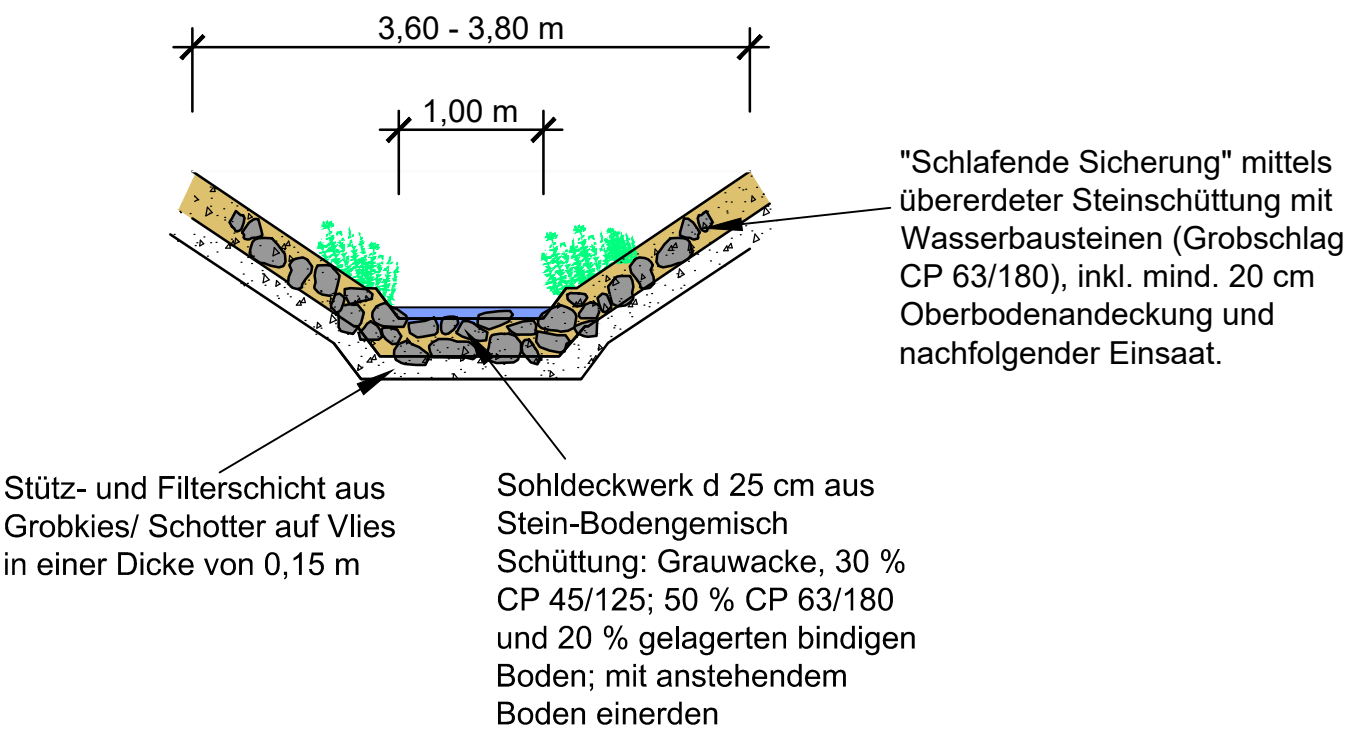 3,60 - 3,80 m
1,00 m
"Schlafende Sicherung" mittels
übererdeter Steinschüttung mit
Wasserbausteinen (Grobschlag
CP 63/180), inkl. mind. 20 cm
Oberbodenandeckung und
nachfolgender Einsaat.
Stütz- und Filterschicht aus
Grobkies/ Schotter auf Vlies
in einer Dicke von 0,15 m
Sohldeckwerk d 25 cm aus
Stein-Bodengemisch
Schüttung: Grauwacke, 30 %
CP 45/125; 50 % CP 63/180
und 20 % gelagerten bindigen
Boden; mit anstehendem
Boden einerden